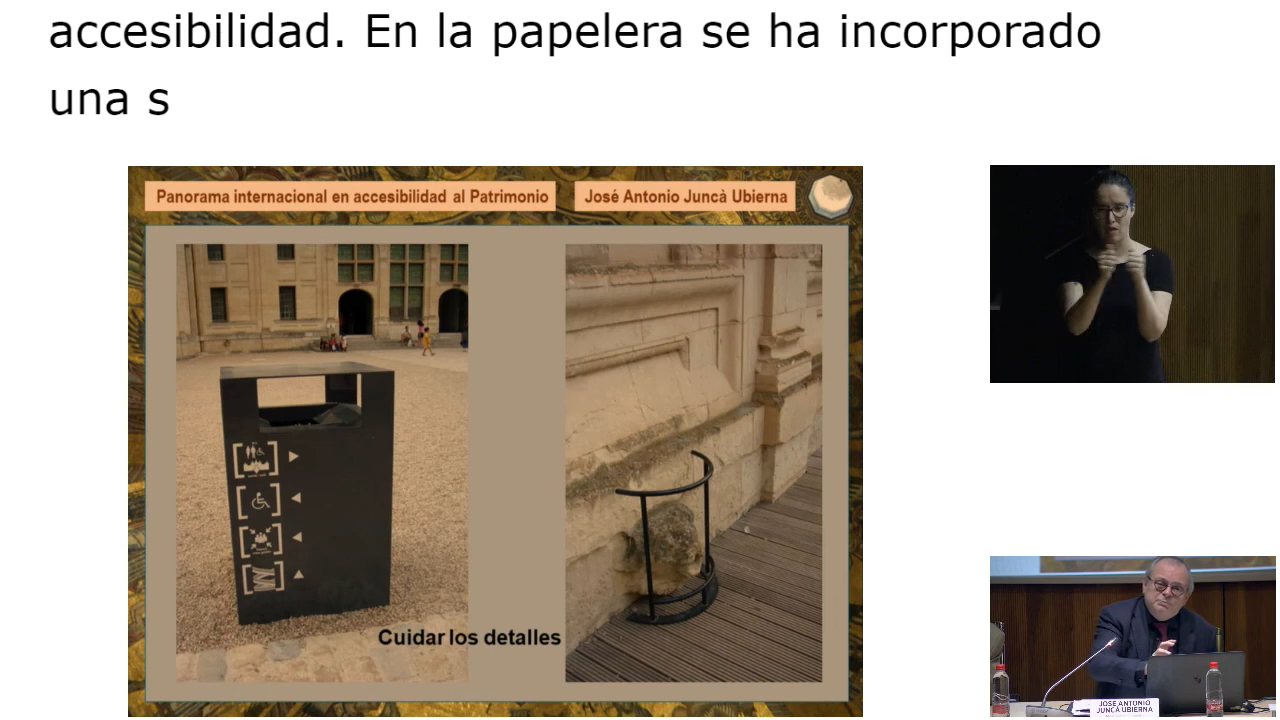 accesibilidad. En la papelera se ha incorporado
una s
Panorama internacional en accesibilidad al Patrimonio
José Antonio Juncà Ubierna
Cuidar los detalles
JOSÉ ANTONIO
JUNCÀ UBIERNA